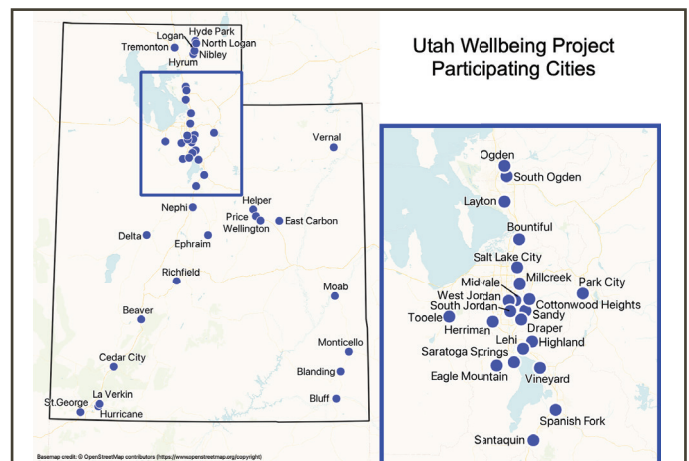 Utah Wellbeing Project
Participating Cities
Hyde Park
Logan
North Logan
Tremonton
Nibley
Hyrum
Vernal
Nephi
Helper
Price
Wellington
East Carbon
Delta
Ephraim
Richfield
Moab
Beaver
Monticello
Cedar City
Blanding
La Verkin
St.George
Hurricane
Bluff
Basemap credit: © OpenStreetMap contributors (https://www.openstreetmap.org/copyright)
Ogden
South Ogden
Layton
Bountiful
Salt Lake City
Midvale
Millcreek
Park City
West Jordan
South Jordan
Cottonwood Heights
Tooele
Sandy
Herriman
Draper
Lehi
Highland
Saratoga Springs
Eagle Mountain
Vineyard
Spanish Fork
Santaquin